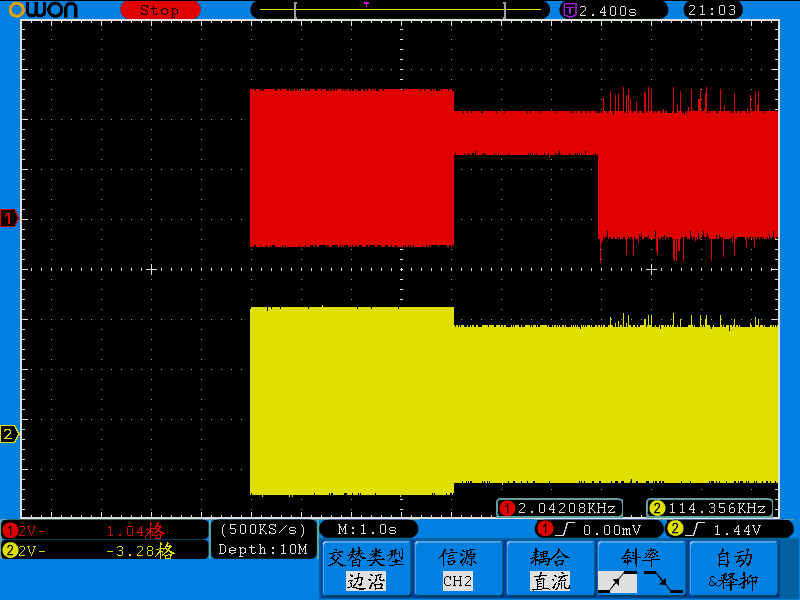 OWON Stop T 2.400s 21:03
1
2
1 2.04208KHz 2 114.356KHz
1 2V- 1.04格 (500KS/s) M:1.0s 1 0.00mV 2 1.44V
2 2V- -3.28格 Depth:10M
交替类型 信源 耦合 斜率 自动
边沿 CH2 直流 &释抑